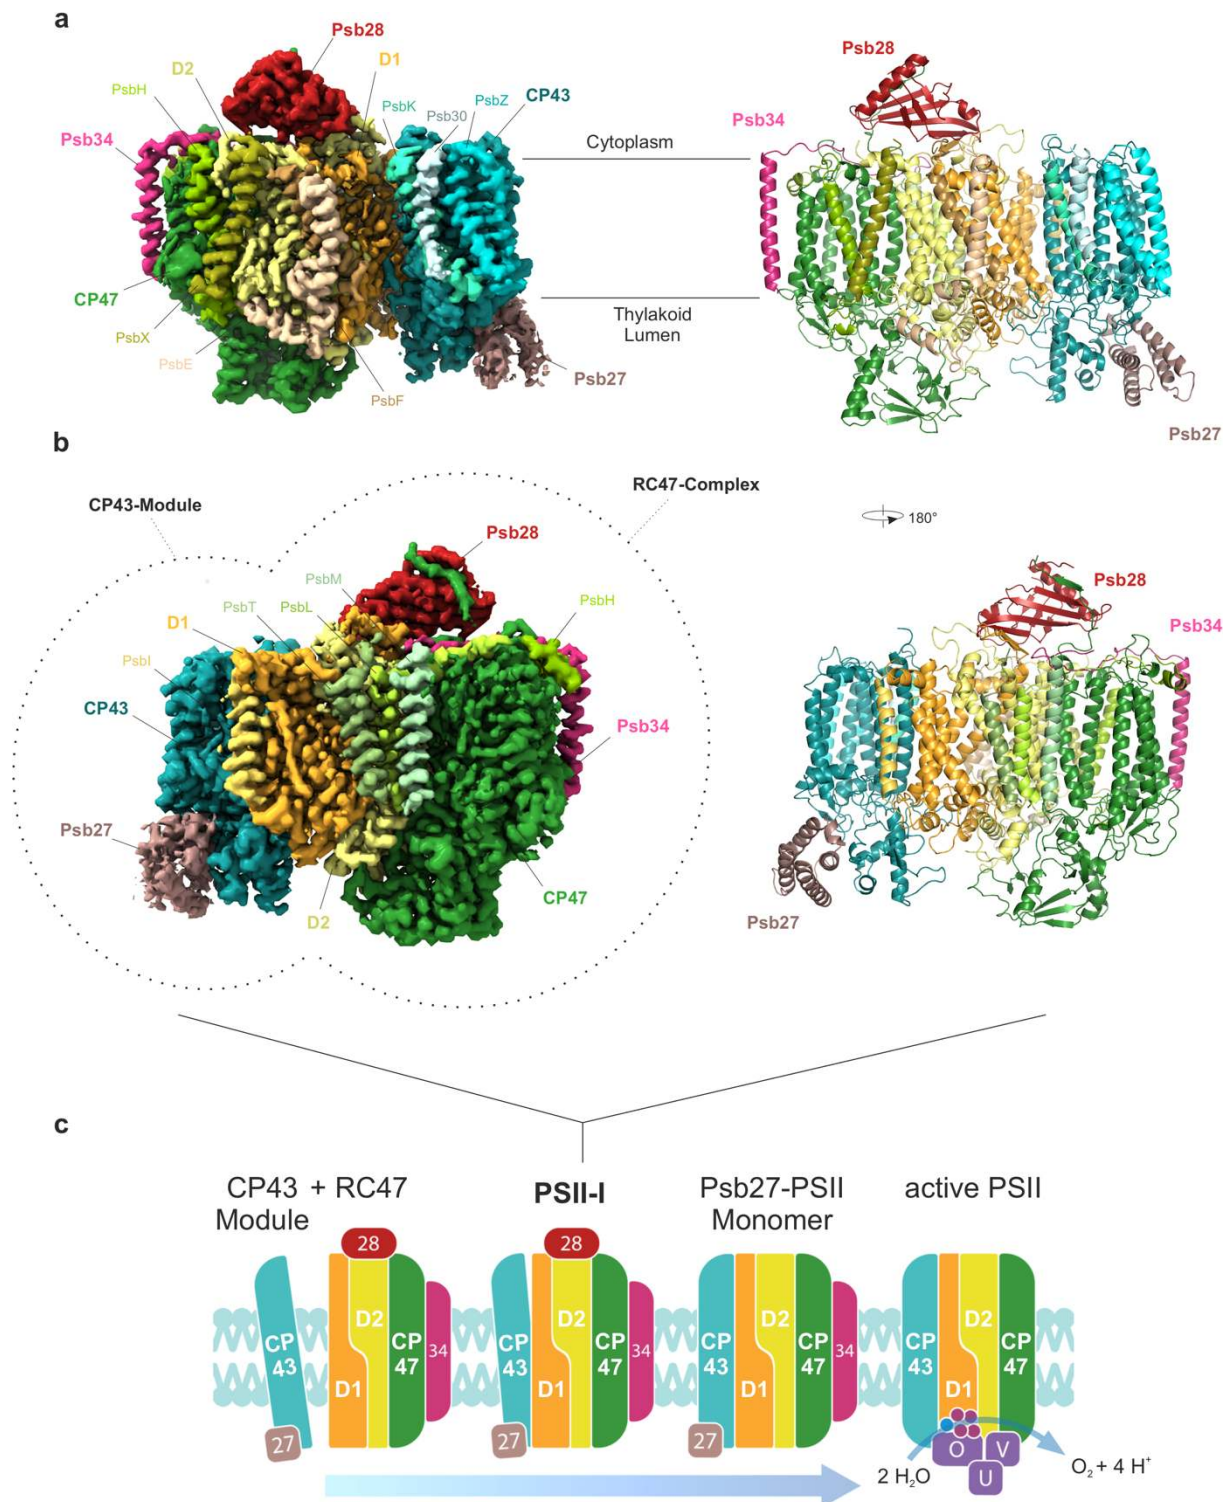 a
Psb28
D2
D1
PsbH
PsbK
Psb30
PsbZ
CP43
Psb34
CP47
PsbX
PsbE
PsbF
Psb27
Cytoplasm
Thylakoid
Lumen
Psb28
Psb34
Psb27
b
CP43-Module
RC47-Complex
Psb28
PsbM
PsbT
PsbL
PsbH
D1
PsbI
CP43
Psb34
Psb27
CP47
D2
180°
Psb28
Psb34
Psb27
c
CP43 + RC47
Module
PSII-I
Psb27-PSII
Monomer
active PSII
28
D2
CP
43
CP
47
34
D1
27
28
D2
CP
43
CP
47
34
D1
27
D2
CP
43
CP
47
34
D1
27
D2
CP
43
CP
47
D1
O
V
U
2 H₂O
O₂ + 4 H⁺